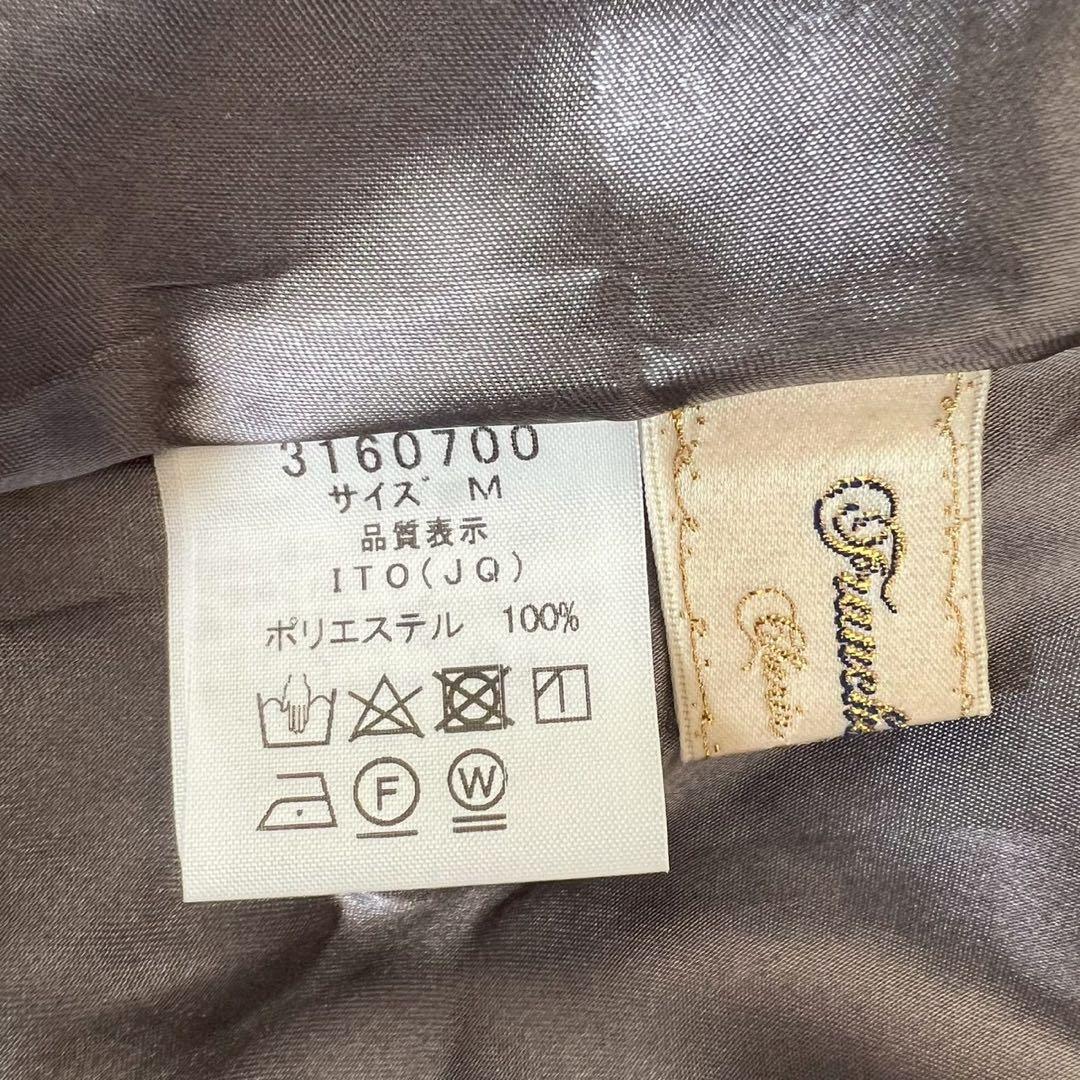 3160700
サイズ M
品質表示
ITO(JQ)
ポリエステル 100%
F
W